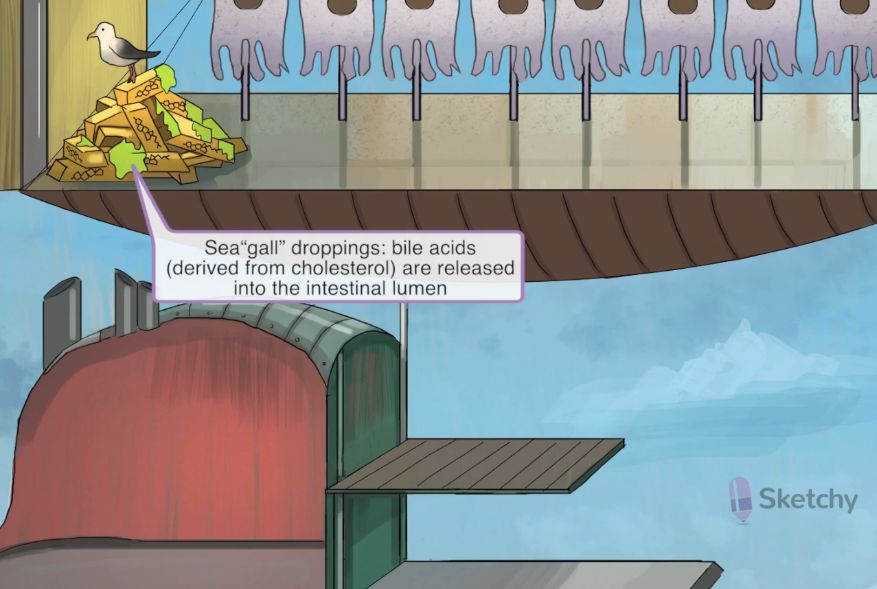 Sea“gall” droppings: bile acids
(derived from cholesterol) are released
into the intestinal lumen
Sketchy